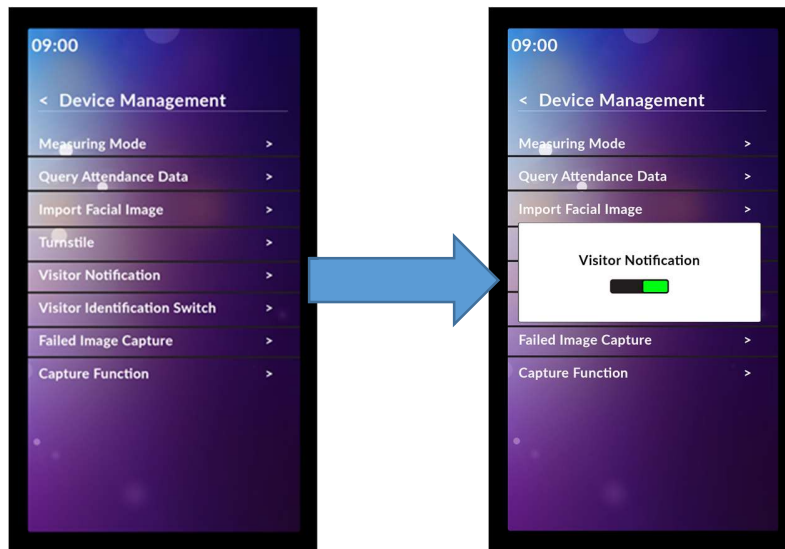 09:00
< Device Management
Measuring Mode >
Query Attendance Data >
Import Facial Image >
Turnstile >
Visitor Notification >
Visitor Identification Switch >
Failed Image Capture >
Capture Function >
09:00
< Device Management
Measuring Mode >
Query Attendance Data >
Import Facial Image >
Visitor Notification
Failed Image Capture >
Capture Function >